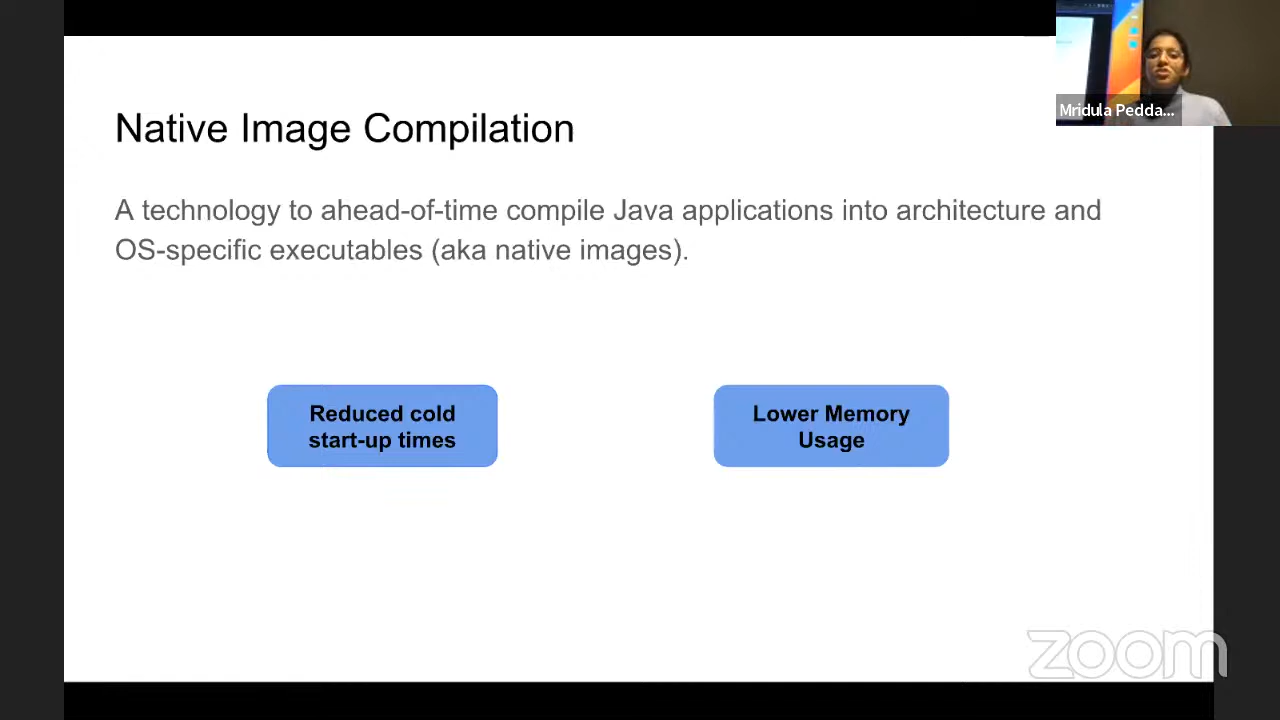 Mridula Pedda...
Native Image Compilation
A technology to ahead-of-time compile Java applications into architecture and
OS-specific executables (aka native images).
Reduced cold
start-up times
Lower Memory
Usage
zoom